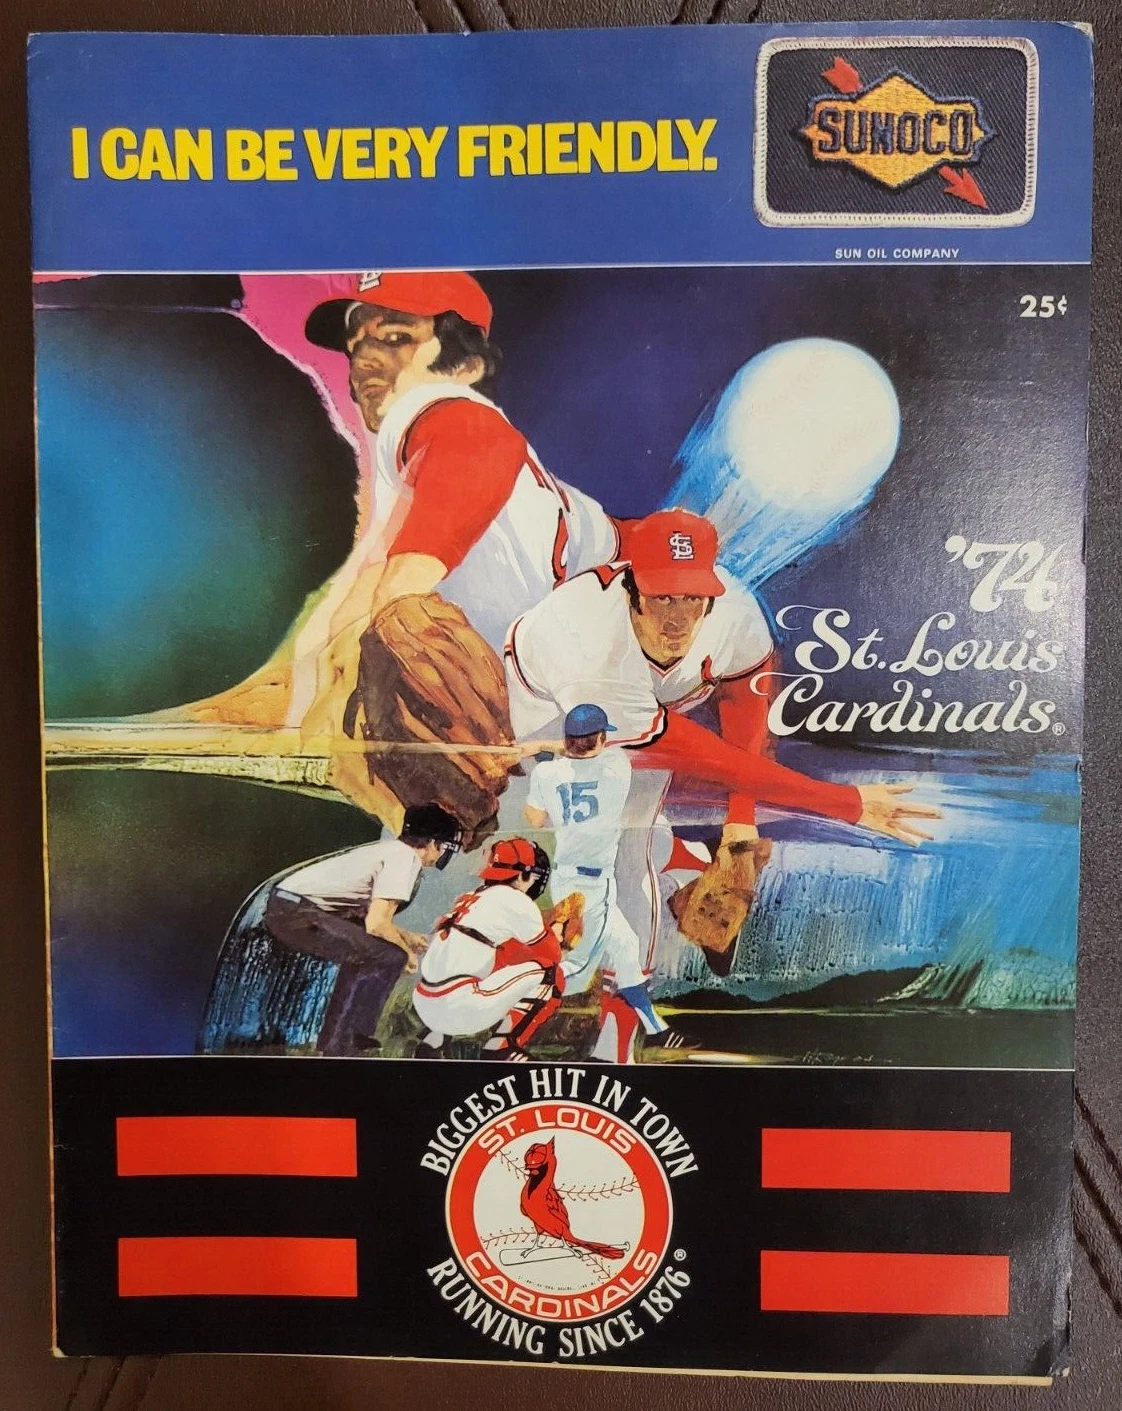 I CAN BE VERY FRIENDLY.
SUNOCO
SUN OIL COMPANY
25¢
STL
'74
St. Louis
Cardinals®
15
BIGGEST HIT IN TOWN
ST. LOUIS
CARDINALS
RUNNING SINCE 1876®